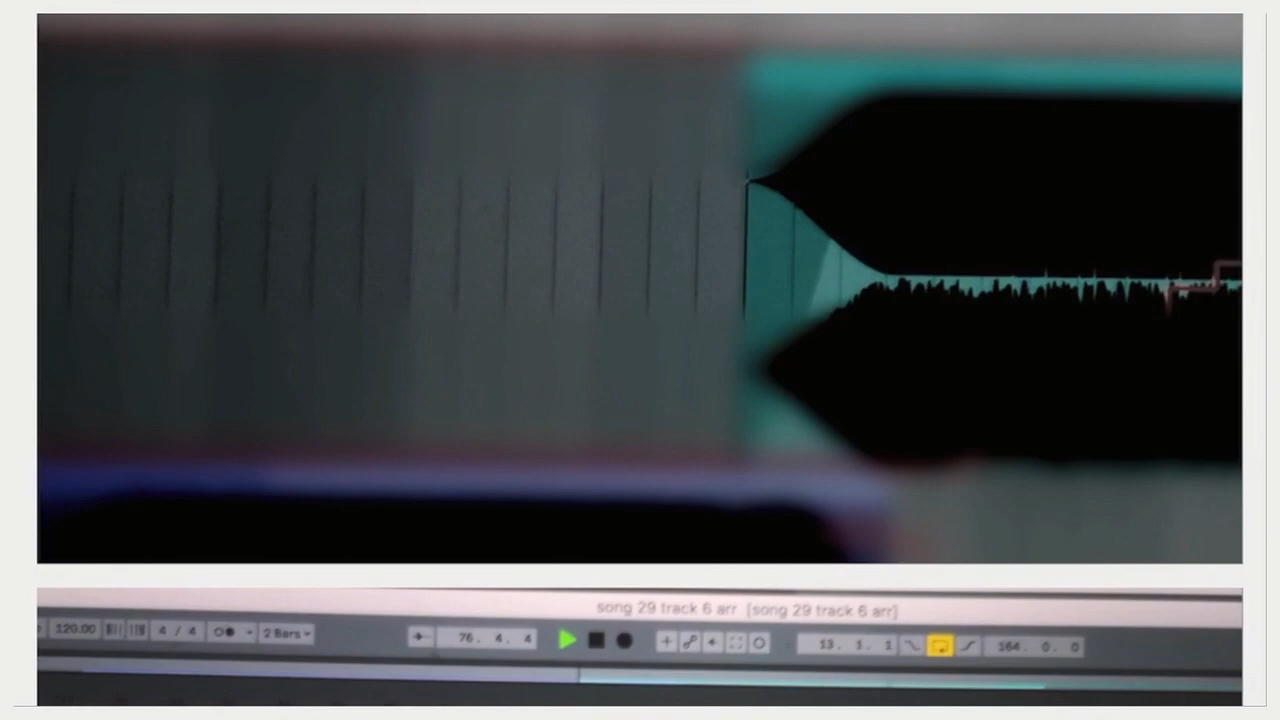 song 29 track 6 arr [song 29 track 6 arr]
120.00 4 / 4 2 Bars 76. 4. 4 13. 1. 1 164. 0. 0